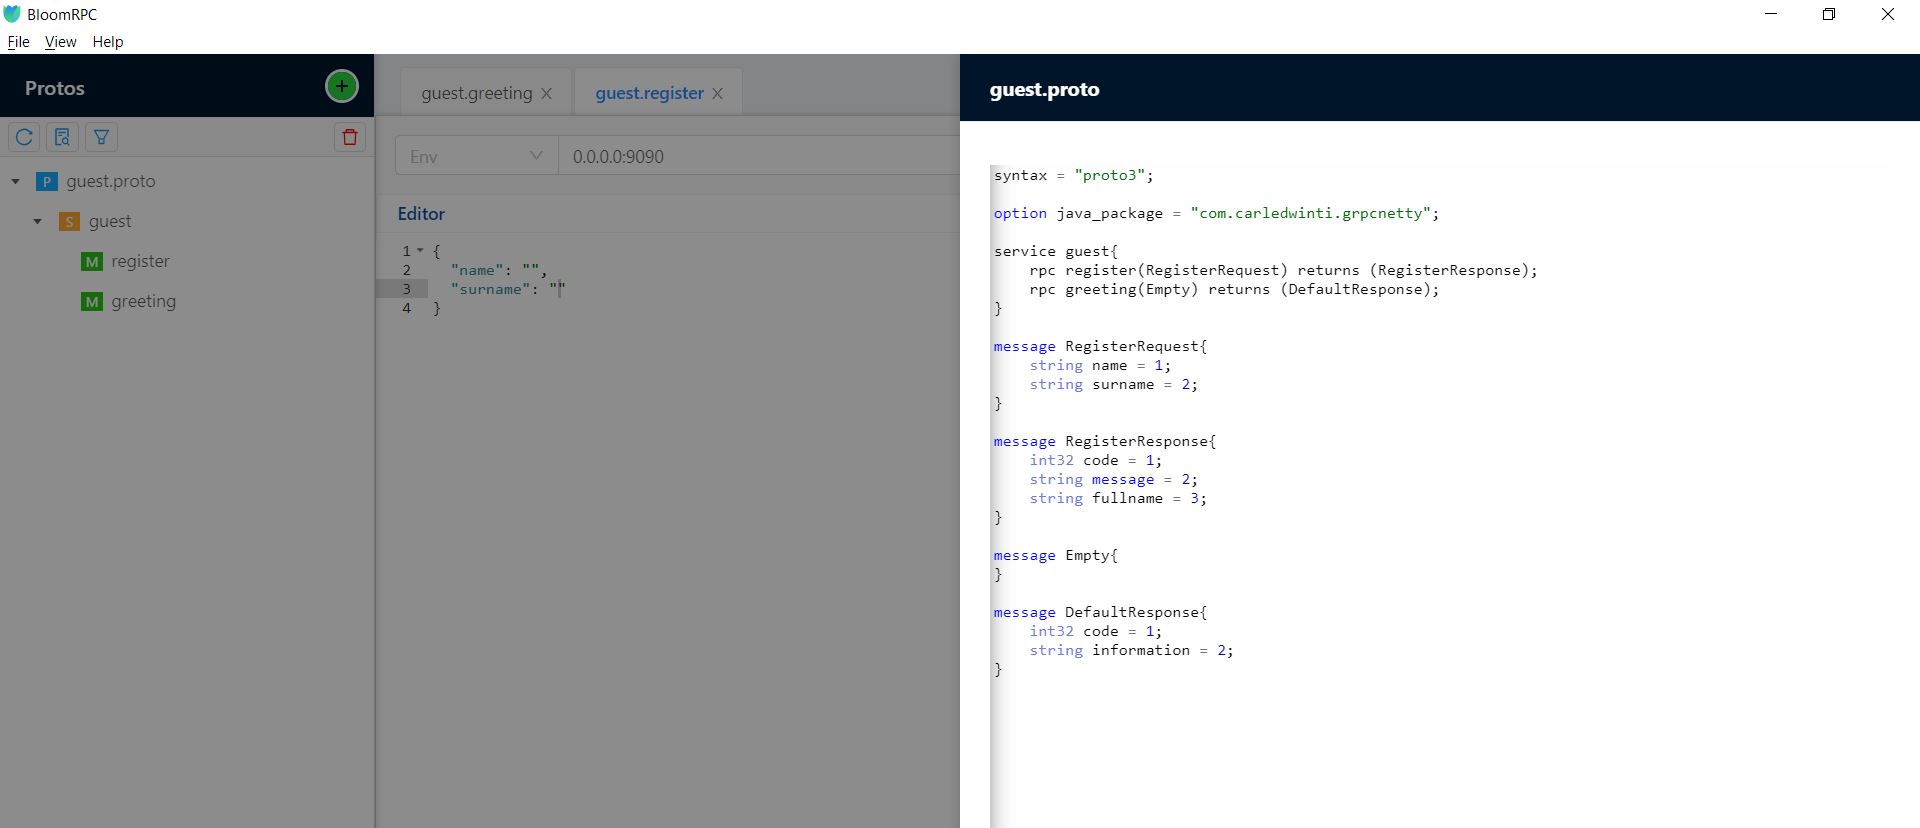 BloomRPC
File View Help
Protos
guest.proto
guest
register
greeting
guest.greeting
guest.register
Env
0.0.0.0:9090
Editor
1 {
2 "name": "",
3 "surname": ""
4 }
guest.proto
syntax = "proto3";
option java_package = "com.carledwinti.grpcnetty";
service guest{
rpc register(RegisterRequest) returns (RegisterResponse);
rpc greeting(Empty) returns (DefaultResponse);
}
message RegisterRequest{
string name = 1;
string surname = 2;
}
message RegisterResponse{
int32 code = 1;
string message = 2;
string fullname = 3;
}
message Empty{
}
message DefaultResponse{
int32 code = 1;
string information = 2;
}